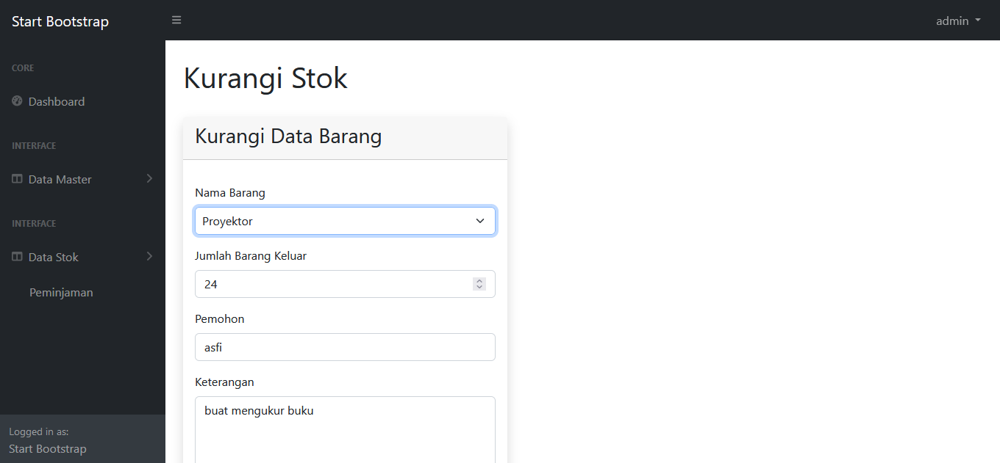 Start Bootstrap
admin
CORE
Dashboard
INTERFACE
Data Master
INTERFACE
Data Stok
Peminjaman
Logged in as:
Start Bootstrap
Kurangi Stok
Kurangi Data Barang
Nama Barang
Proyektor
Jumlah Barang Keluar
24
Pemohon
asfi
Keterangan
buat mengukur buku